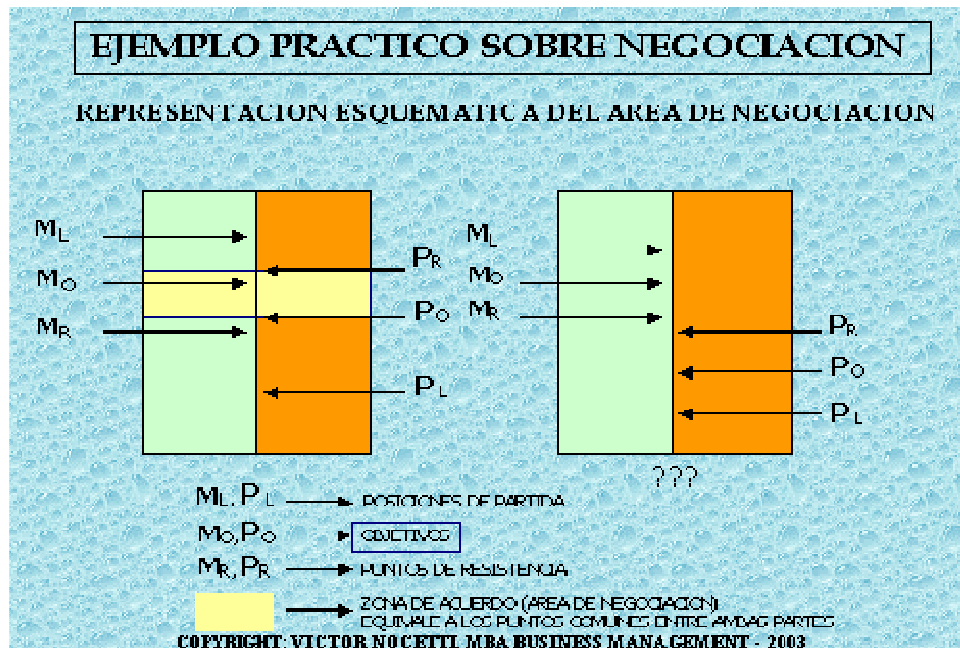 EJEMPLO PRACTICO SOBRE NEGOCIACION
REPRESENTACION ESQUEMATICA DEL AREA DE NEGOCIACION
ML
MO
MR
PR
PO
PL
ML
MO
MR
PR
PO
PL
???
ML, PL POSICIONES DE PARTIDA
MO,PO OBJETIVOS
MR, PR PUNTOS DE RESISTENCIA
ZONA DE ACUERDO (AREA DE NEGOCIACION)
EQUIVALE A LOS PUNTOS COMUNES ENTRE AMBAS PARTES
COPYRIGHT: VICTOR NOCETTI, MBA BUSINESS MANAGEMENT - 2003